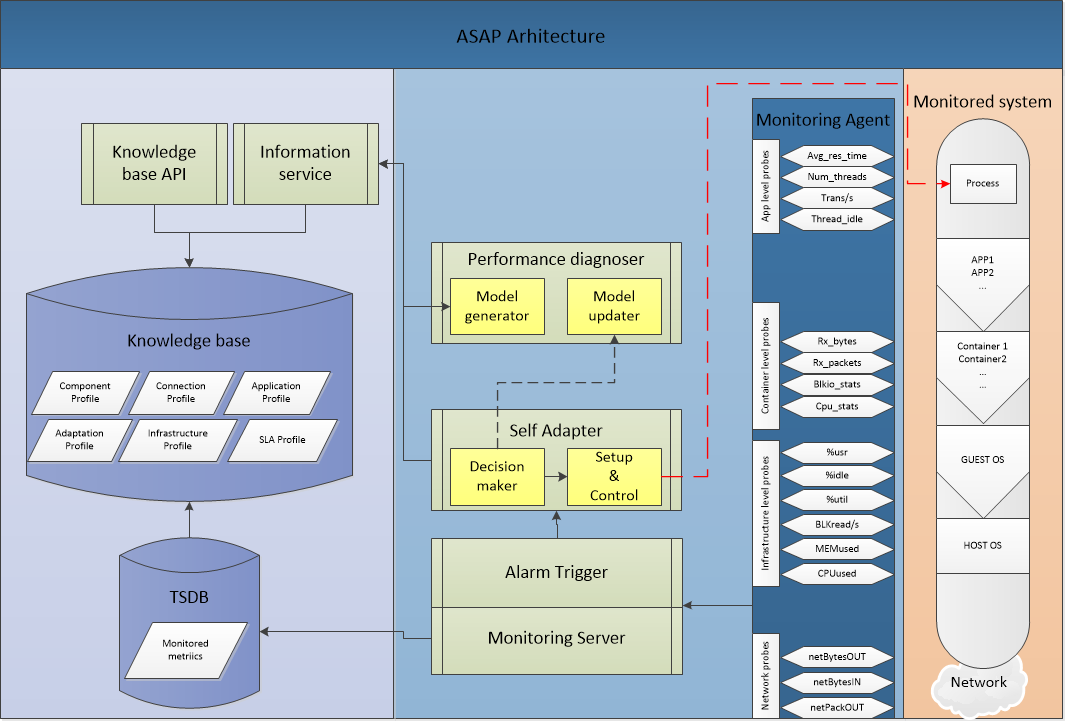 ASAP Arhitecture
Knowledge
base API
Information
service
Knowledge base
Component
Profile
Connection
Profile
Application
Profile
Adaptation
Profile
Infrastructure
Profile
SLA Profile
TSDB
Monitored
metriics
Performance diagnoser
Model
generator
Model
updater
Self Adapter
Decision
maker
Setup
&
Control
Alarm Trigger
Monitoring Server
Monitoring Agent
App level probes
Avg_res_time
Num_threads
Trans/s
Thread_idle
Container level probes
Rx_bytes
Rx_packets
Blkio_stats
Cpu_stats
Infrastructure level probes
%usr
%idle
%util
BLKread/s
MEMused
CPUused
Network probes
netBytesOUT
netBytesIN
netPackOUT
Monitored system
Process
APP1
APP2
...
Container 1
Container2
...
...
GUEST OS
HOST OS
Network